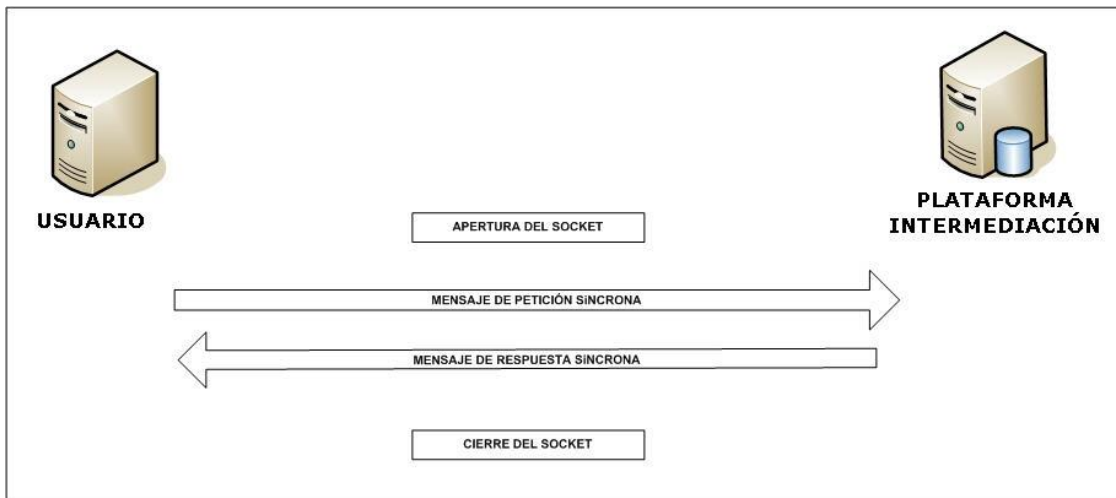 USUARIO
PLATAFORMA
INTERMEDIACIÓN
APERTURA DEL SOCKET
MENSAJE DE PETICIÓN SíNCRONA
MENSAJE DE RESPUESTA SíNCRONA
CIERRE DEL SOCKET